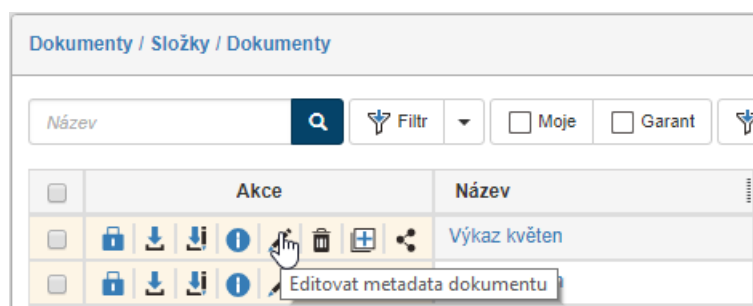 Dokumenty / Složky / Dokumenty
Název Filtr Moje Garant
Akce Název
Výkaz květen
Editovat metadata dokumentu